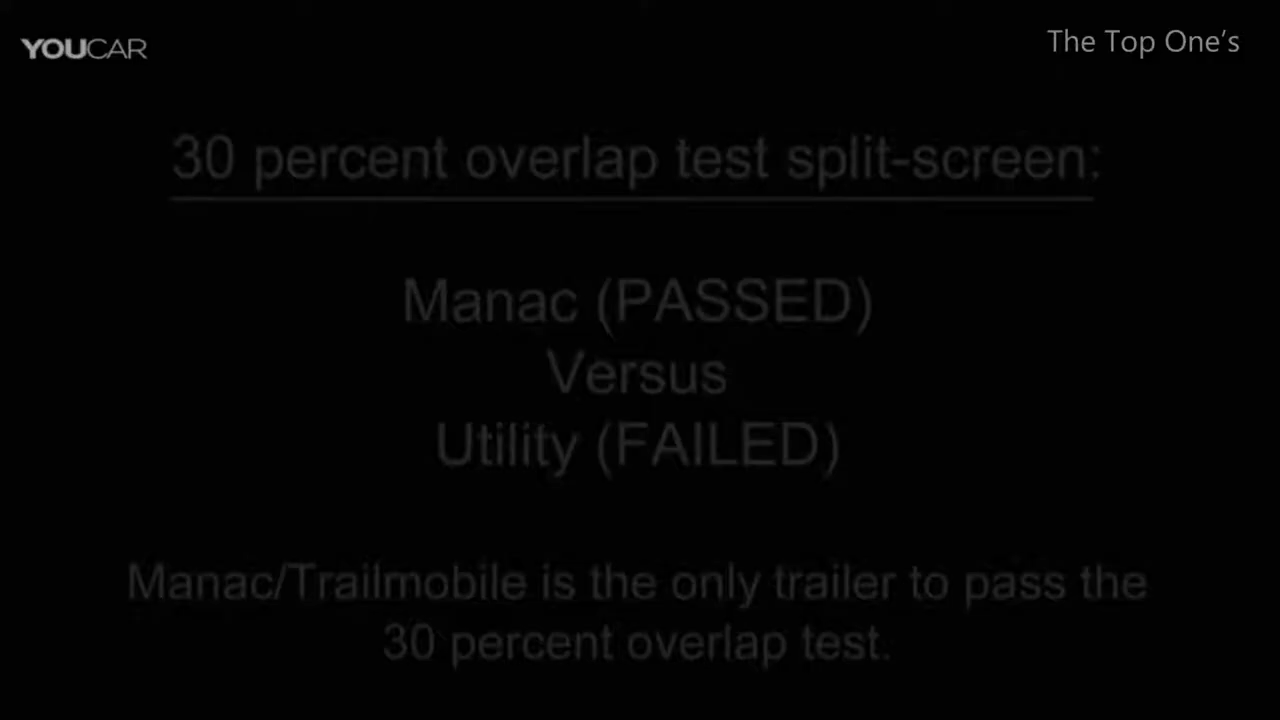 YOUCAR
The Top One’s
30 percent overlap test split-screen:
Manac (PASSED)
Versus
Utility (FAILED)
Manac/Trailmobile is the only trailer to pass the
30 percent overlap test.